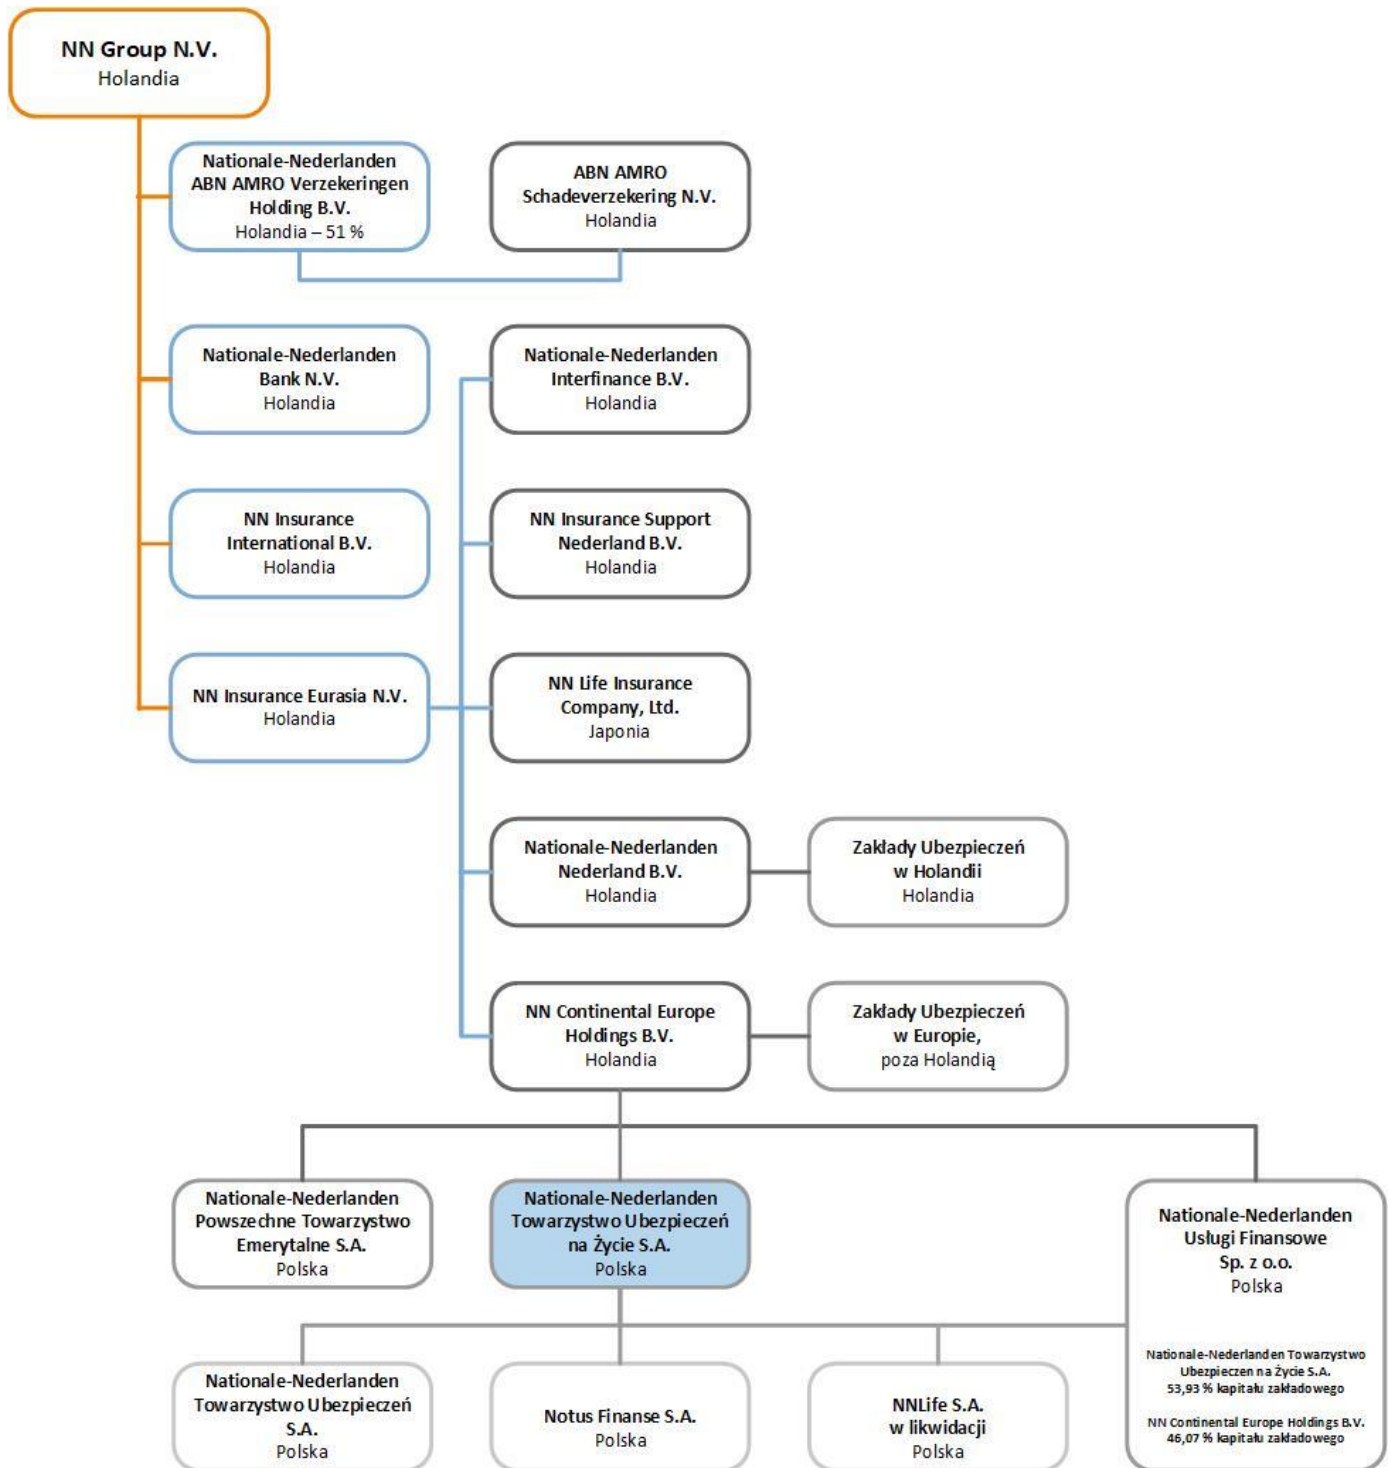 NN Group N.V.
Holandia
Nationale-Nederlanden
ABN AMRO Verzekeringen
Holding B.V.
Holandia – 51 %
ABN AMRO
Schadeverzekering N.V.
Holandia
Nationale-Nederlanden
Bank N.V.
Holandia
Nationale-Nederlanden
Interfinance B.V.
Holandia
NN Insurance
International B.V.
Holandia
NN Insurance Support
Nederland B.V.
Holandia
NN Insurance Eurasia N.V.
Holandia
NN Life Insurance
Company, Ltd.
Japonia
Nationale-Nederlanden
Nederland B.V.
Holandia
Zakłady Ubezpieczeń
w Holandii
Holandia
NN Continental Europe
Holdings B.V.
Holandia
Zakłady Ubezpieczeń
w Europie,
poza Holandią
Nationale-Nederlanden
Powszechne Towarzystwo
Emerytalne S.A.
Polska
Nationale-Nederlanden
Towarzystwo Ubezpieczeń
na Życie S.A.
Polska
Nationale-Nederlanden
Usługi Finansowe
Sp. z o.o.
Polska
Nationale-Nederlanden Towarzystwo
Ubezpieczen na Życie S.A.
53,93 % kapitału zakładowego
NN Continental Europe Holdings B.V.
46,07 % kapitału zakładowego
Nationale-Nederlanden
Towarzystwo Ubezpieczeń
S.A.
Polska
Notus Finanse S.A.
Polska
NNLife S.A.
w likwidacji
Polska